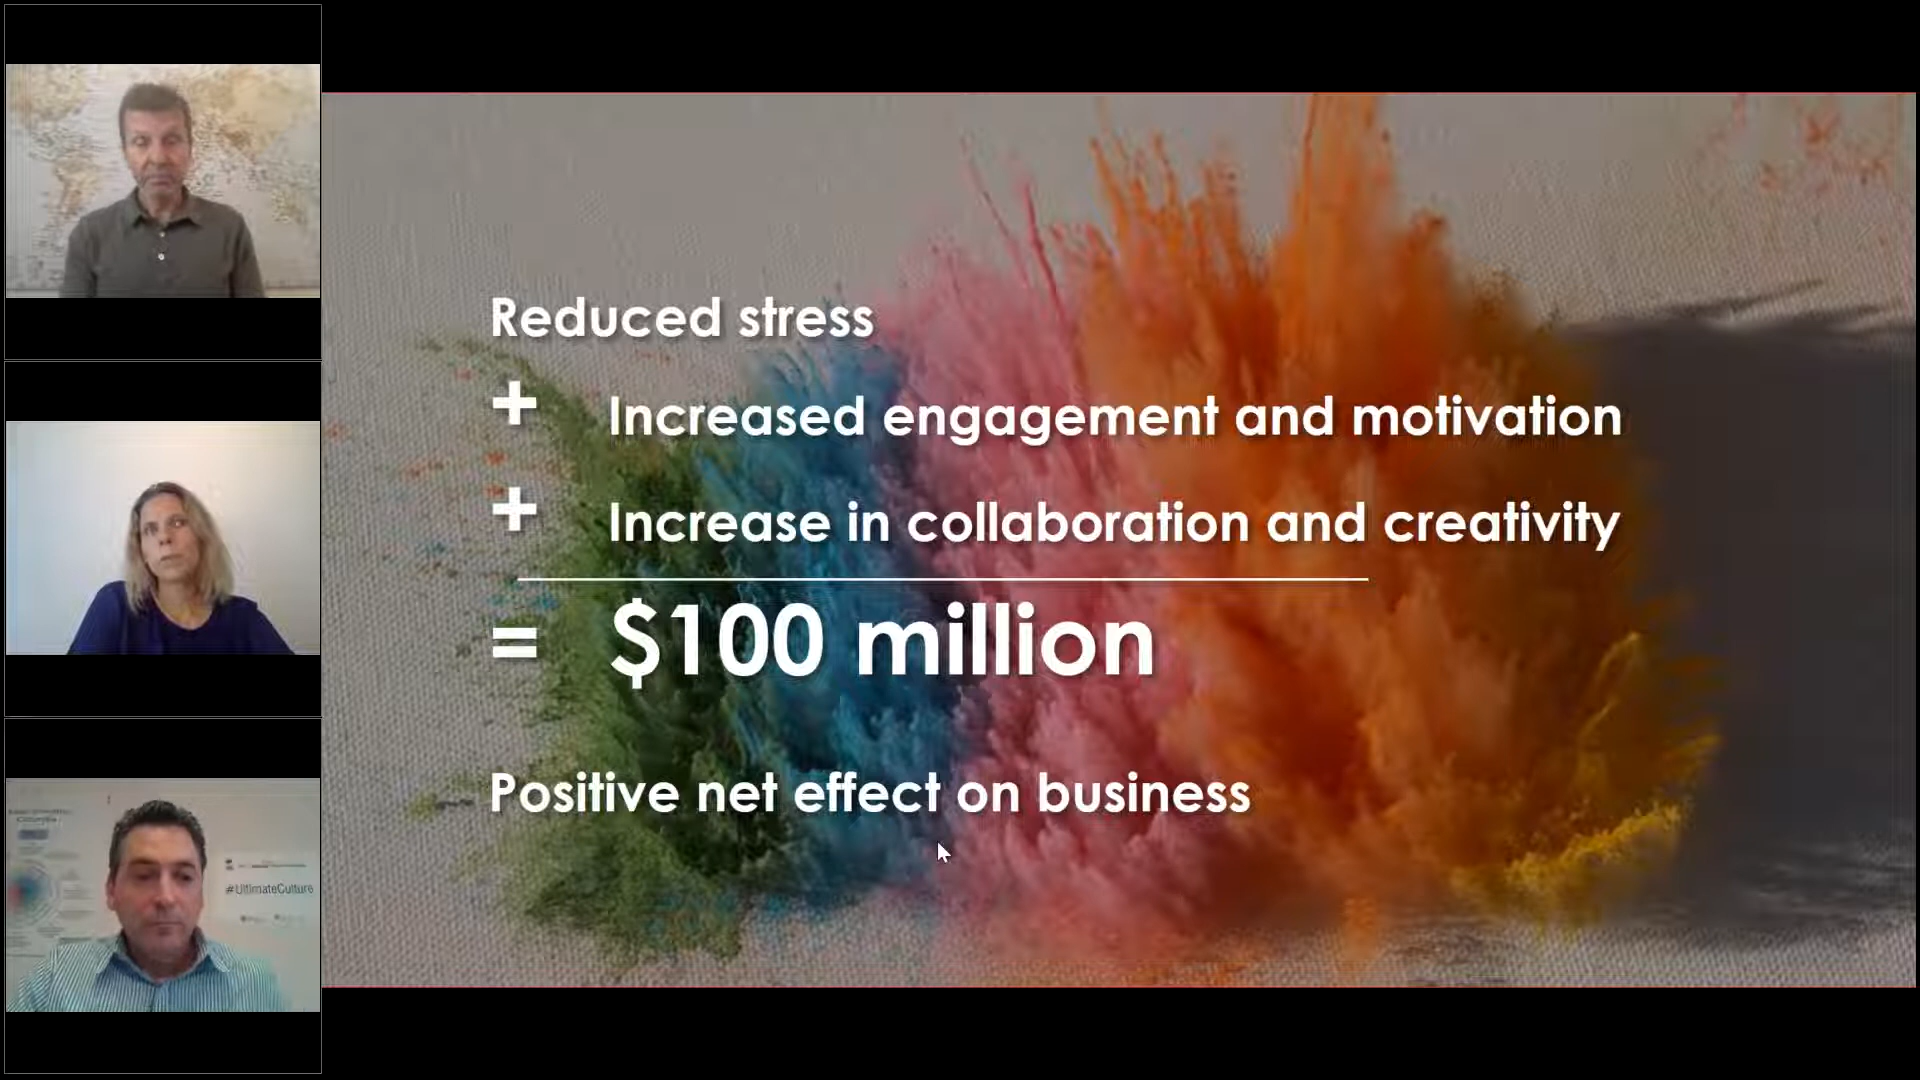 Reduced stress
+ Increased engagement and motivation
+ Increase in collaboration and creativity
= $100 million
Positive net effect on business
#UltimateCulture